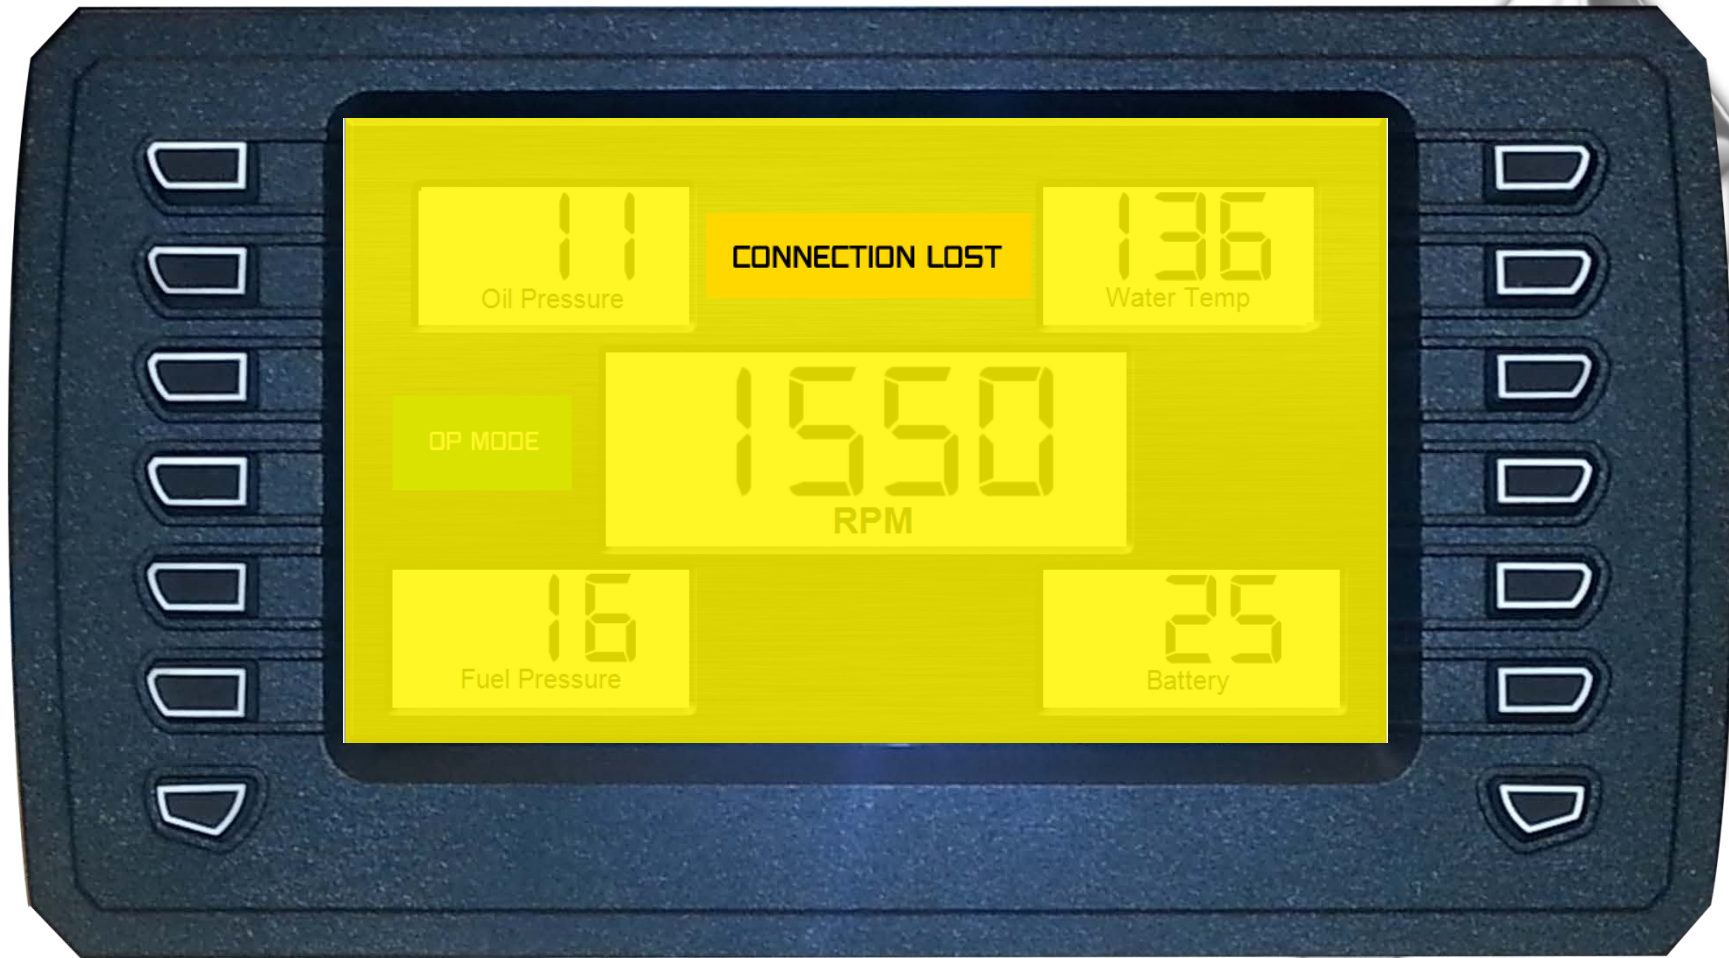 11
Oil Pressure
CONNECTION LOST
136
Water Temp
OP MODE
1550
RPM
16
Fuel Pressure
25
Battery